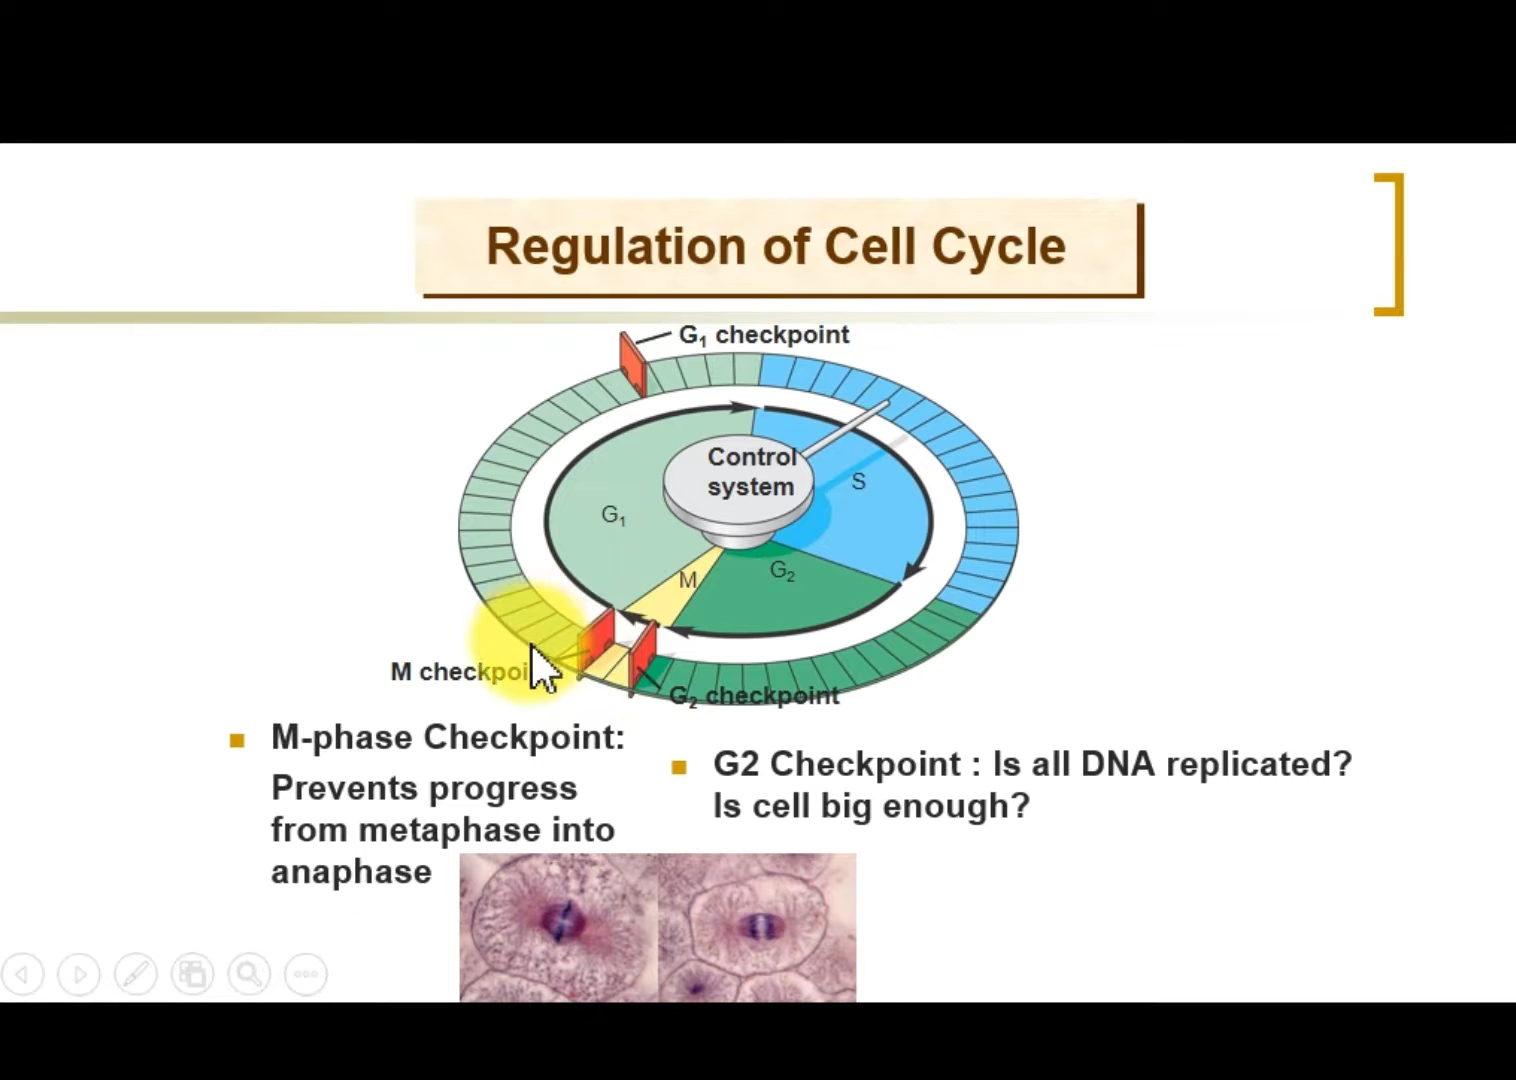 Regulation of Cell Cycle
G₁ checkpoint
Control
system
S
G₁
M
G₂
M checkpoi
G₂ checkpoint
M-phase Checkpoint:
Prevents progress
from metaphase into
anaphase
G2 Checkpoint : Is all DNA replicated?
Is cell big enough?